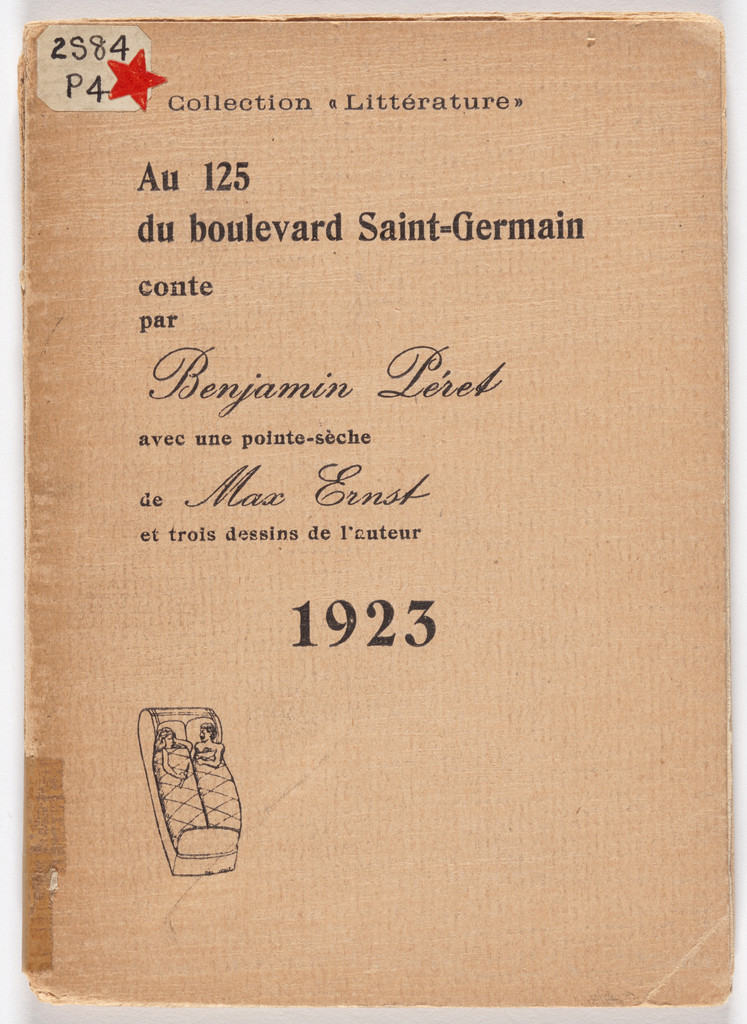 2S84
P4
Collection « Littérature »
Au 125
du boulevard Saint-Germain
conte
par
Benjamin Péret
avec une pointe-sèche
de Max Ernst
et trois dessins de l'auteur
1923